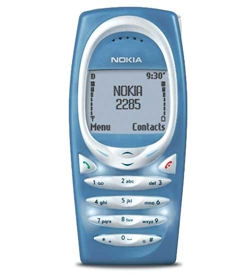 NOKIA
D 9:30"
NOKIA
2285
Menu Contacts
1 2 abc def 3
4 ghi 5 jkl mno 6
7 pqrs 8 tuv wxyz 9
* 0 #